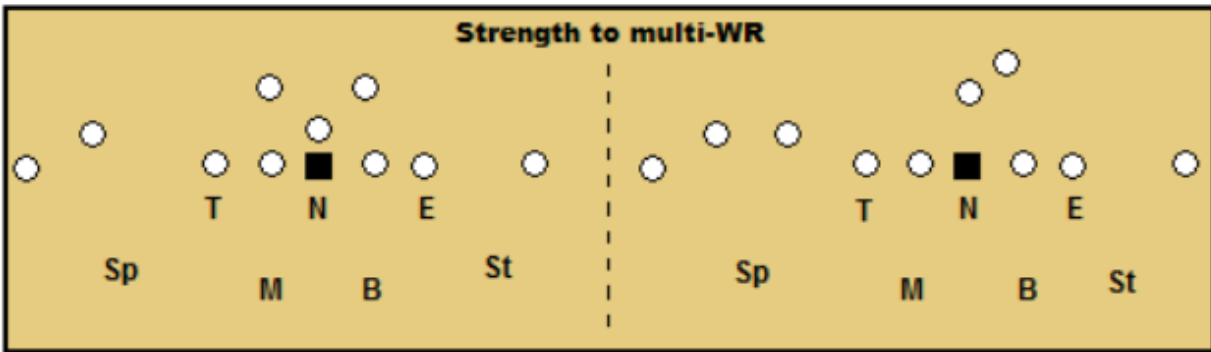 Strength to multi-WR
T N E
Sp St
M B
T N E
Sp St
M B